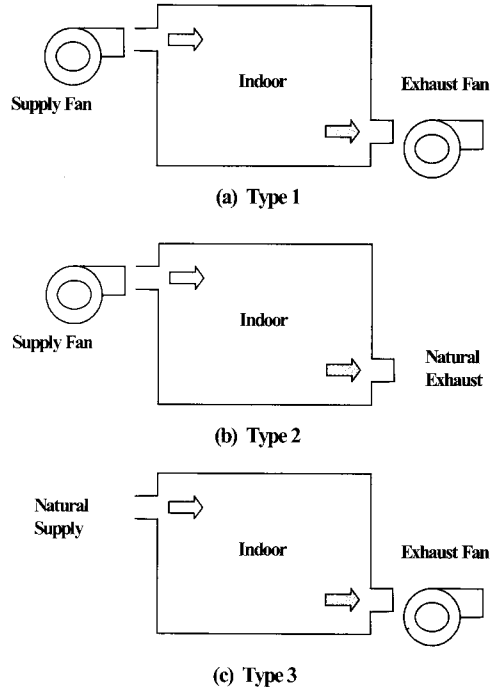 Indoor
Exhaust Fan
Supply Fan
(a) Type 1
Indoor
Supply Fan
Natural
Exhaust
(b) Type 2
Natural
Supply
Indoor
Exhaust Fan
(c) Type 3